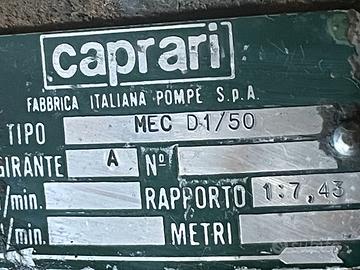 caprari
FABBRICA ITALIANA POMPE S.p.A.
TIPO MEC D1/50
GIRANTE A Nº
/min. RAPPORTO 1:7,43
/min. METRI